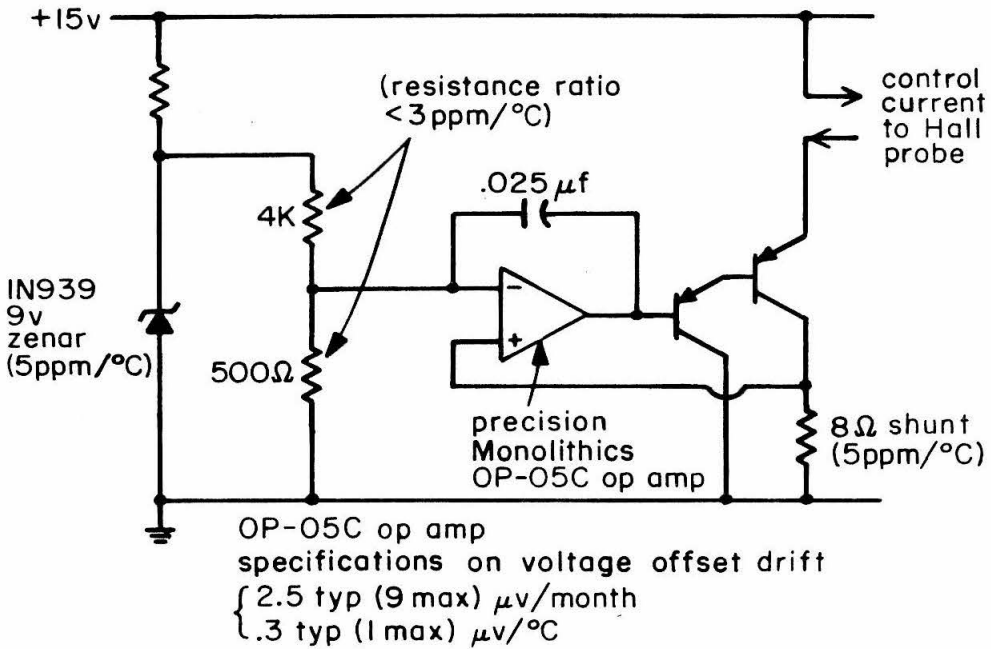 +15v
(resistance ratio
<3ppm/°C)
control
current
to Hall
probe
.025 μf
4K
IN939
9v
zenar
(5ppm/°C)
−
+
500Ω
precision
Monolithics
OP-05C op amp
8Ω shunt
(5ppm/°C)
OP-05C op amp
specifications on voltage offset drift
{ 2.5 typ (9 max) μv/month
.3 typ (1 max) μv/°C